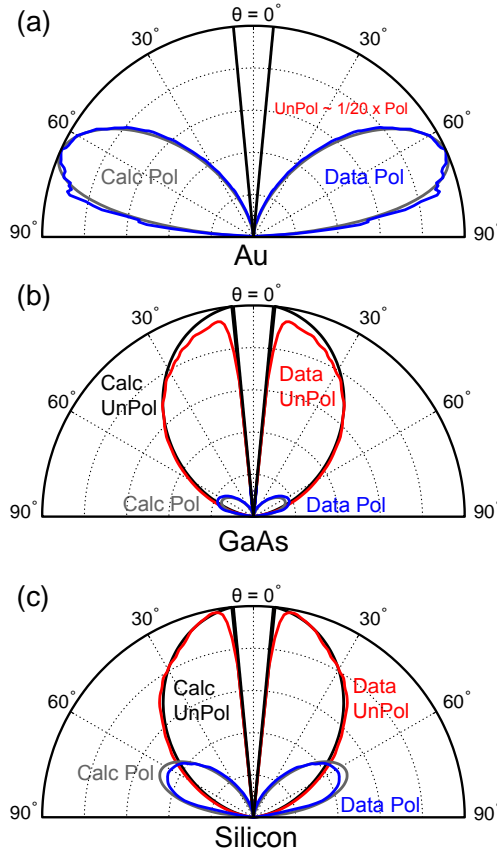 (a)
θ = 0°
30°
30°
UnPol ~ 1/20 x Pol
60°
60°
Calc Pol
Data Pol
90°
90°
Au
(b)
θ = 0°
30°
30°
Calc
UnPol
Data
UnPol
60°
60°
Calc Pol
Data Pol
90°
90°
GaAs
(c)
θ = 0°
30°
30°
Calc
UnPol
Data
UnPol
60°
60°
Calc Pol
Data Pol
90°
90°
Silicon